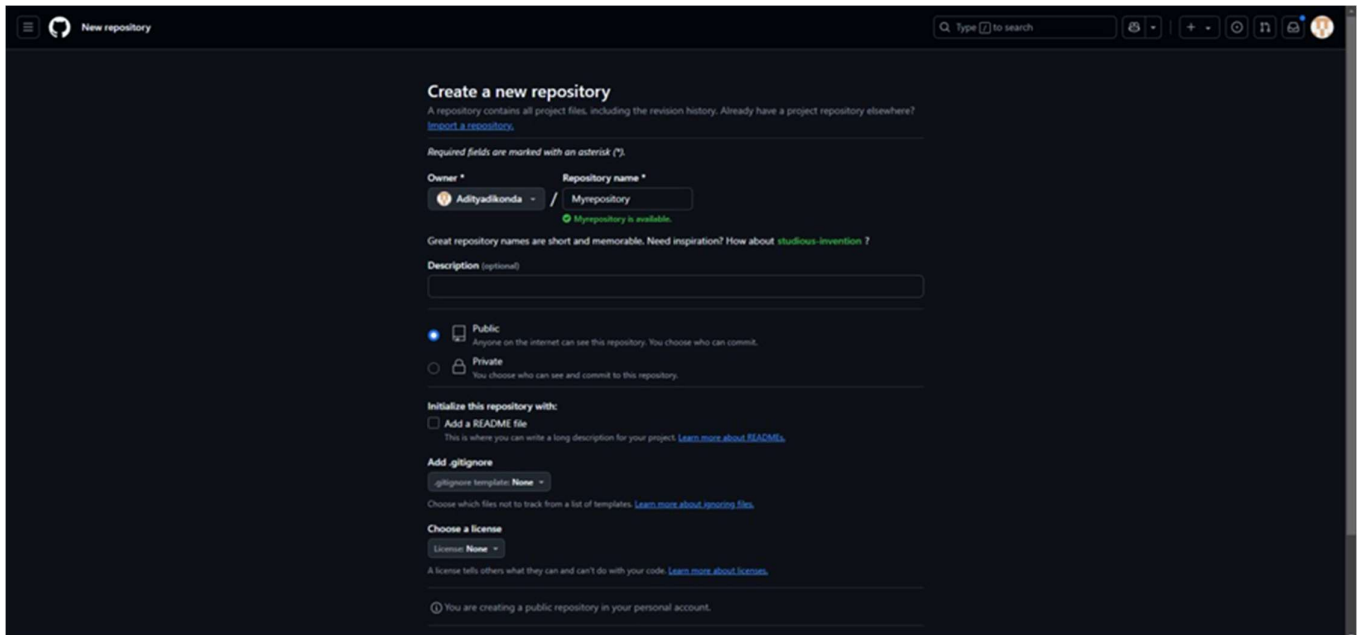 New repository
Type / to search
Create a new repository
A repository contains all project files, including the revision history. Already have a project repository elsewhere?
Import a repository.
Required fields are marked with an asterisk (*).
Owner * Repository name *
Adityadikonda / Myrepository
Myrepository is available.
Great repository names are short and memorable. Need inspiration? How about studious-invention ?
Description (optional)
Public
Anyone on the internet can see this repository. You choose who can commit.
Private
You choose who can see and commit to this repository.
Initialize this repository with:
Add a README file
This is where you can write a long description for your project. Learn more about READMEs.
Add .gitignore
.gitignore template: None
Choose which files not to track from a list of templates. Learn more about ignoring files.
Choose a license
License: None
A license tells others what they can and can't do with your code. Learn more about licenses.
You are creating a public repository in your personal account.